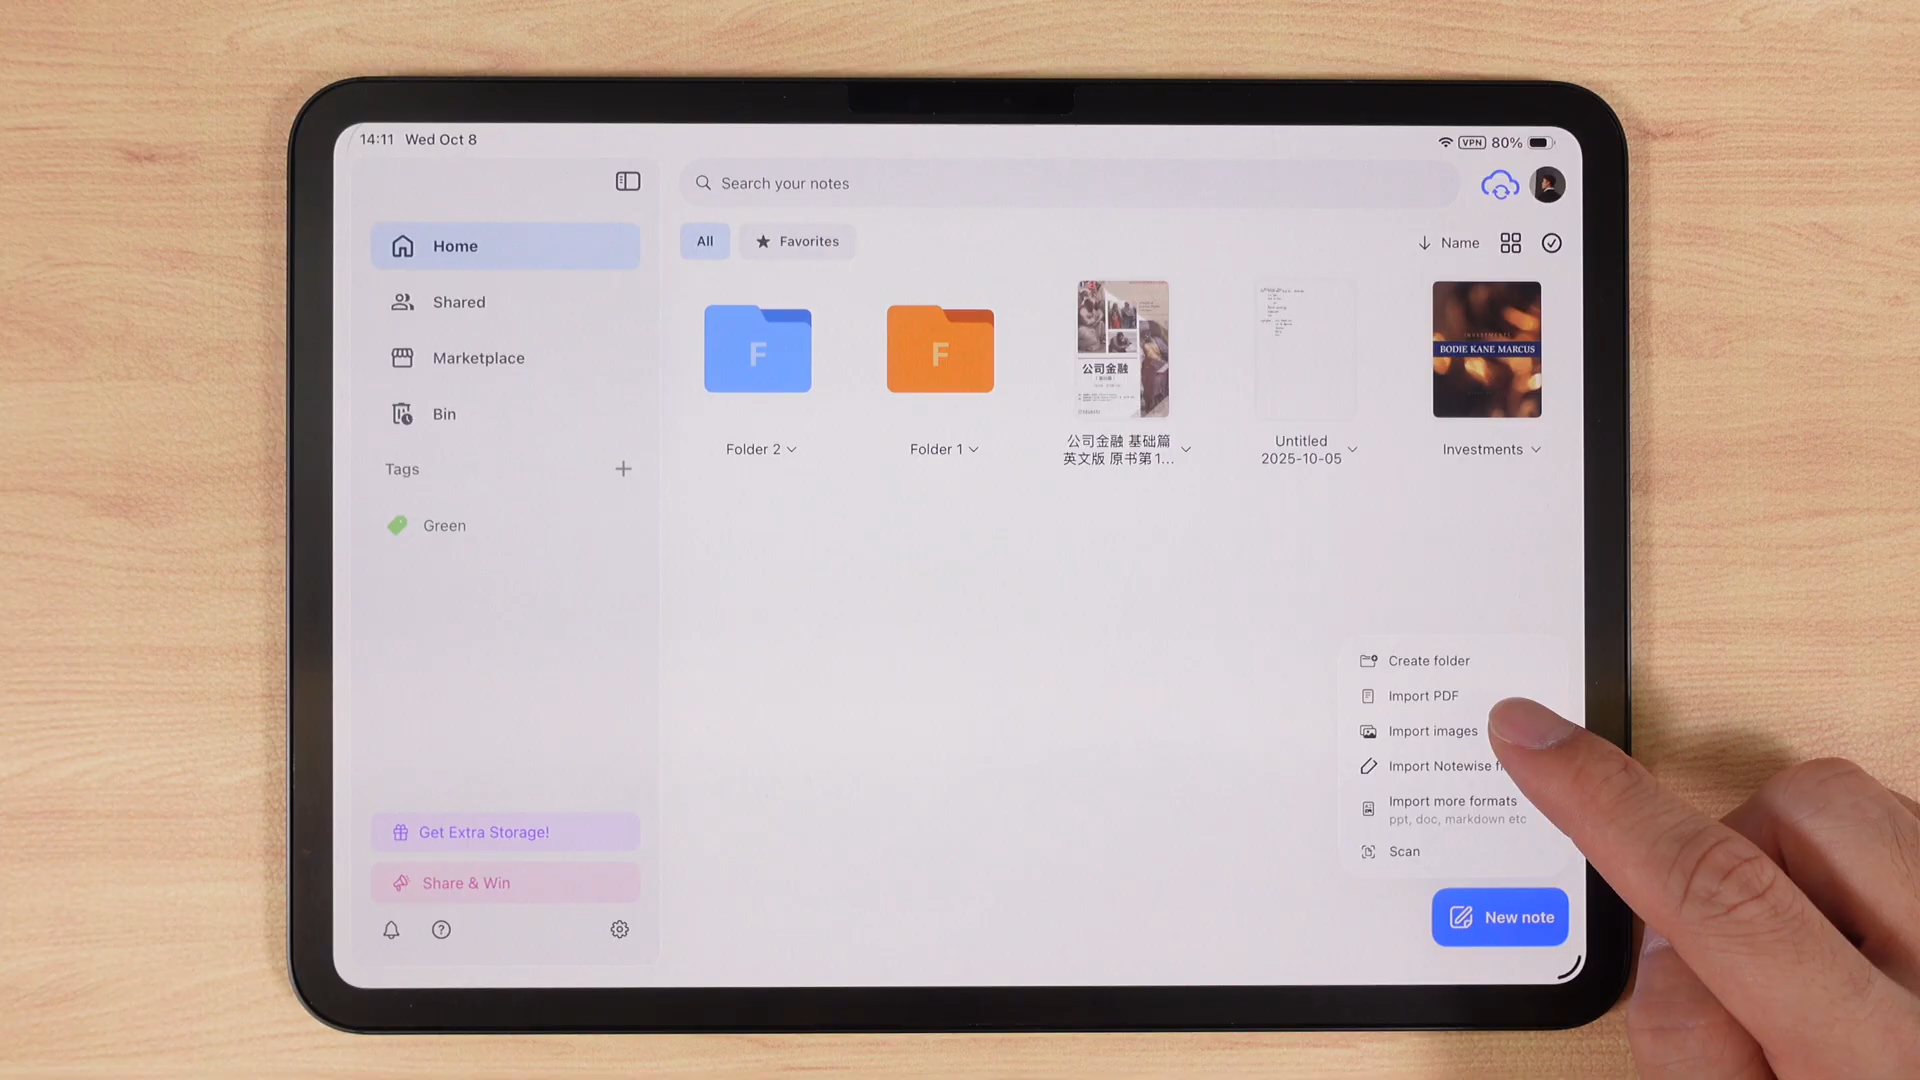 14:11 Wed Oct 8
VPN 80%
Search your notes
Home
Shared
Marketplace
Bin
Tags
Green
Get Extra Storage!
Share & Win
All
Favorites
Name
F
F
公司金融
INVESTMENTS
BODIE KANE MARCUS
Folder 2
Folder 1
公司金融 基础篇
英文版 原书第1...
Untitled
2025-10-05
Investments
Create folder
Import PDF
Import images
Import Notewise
Import more formats
ppt, doc, markdown etc
Scan
New note